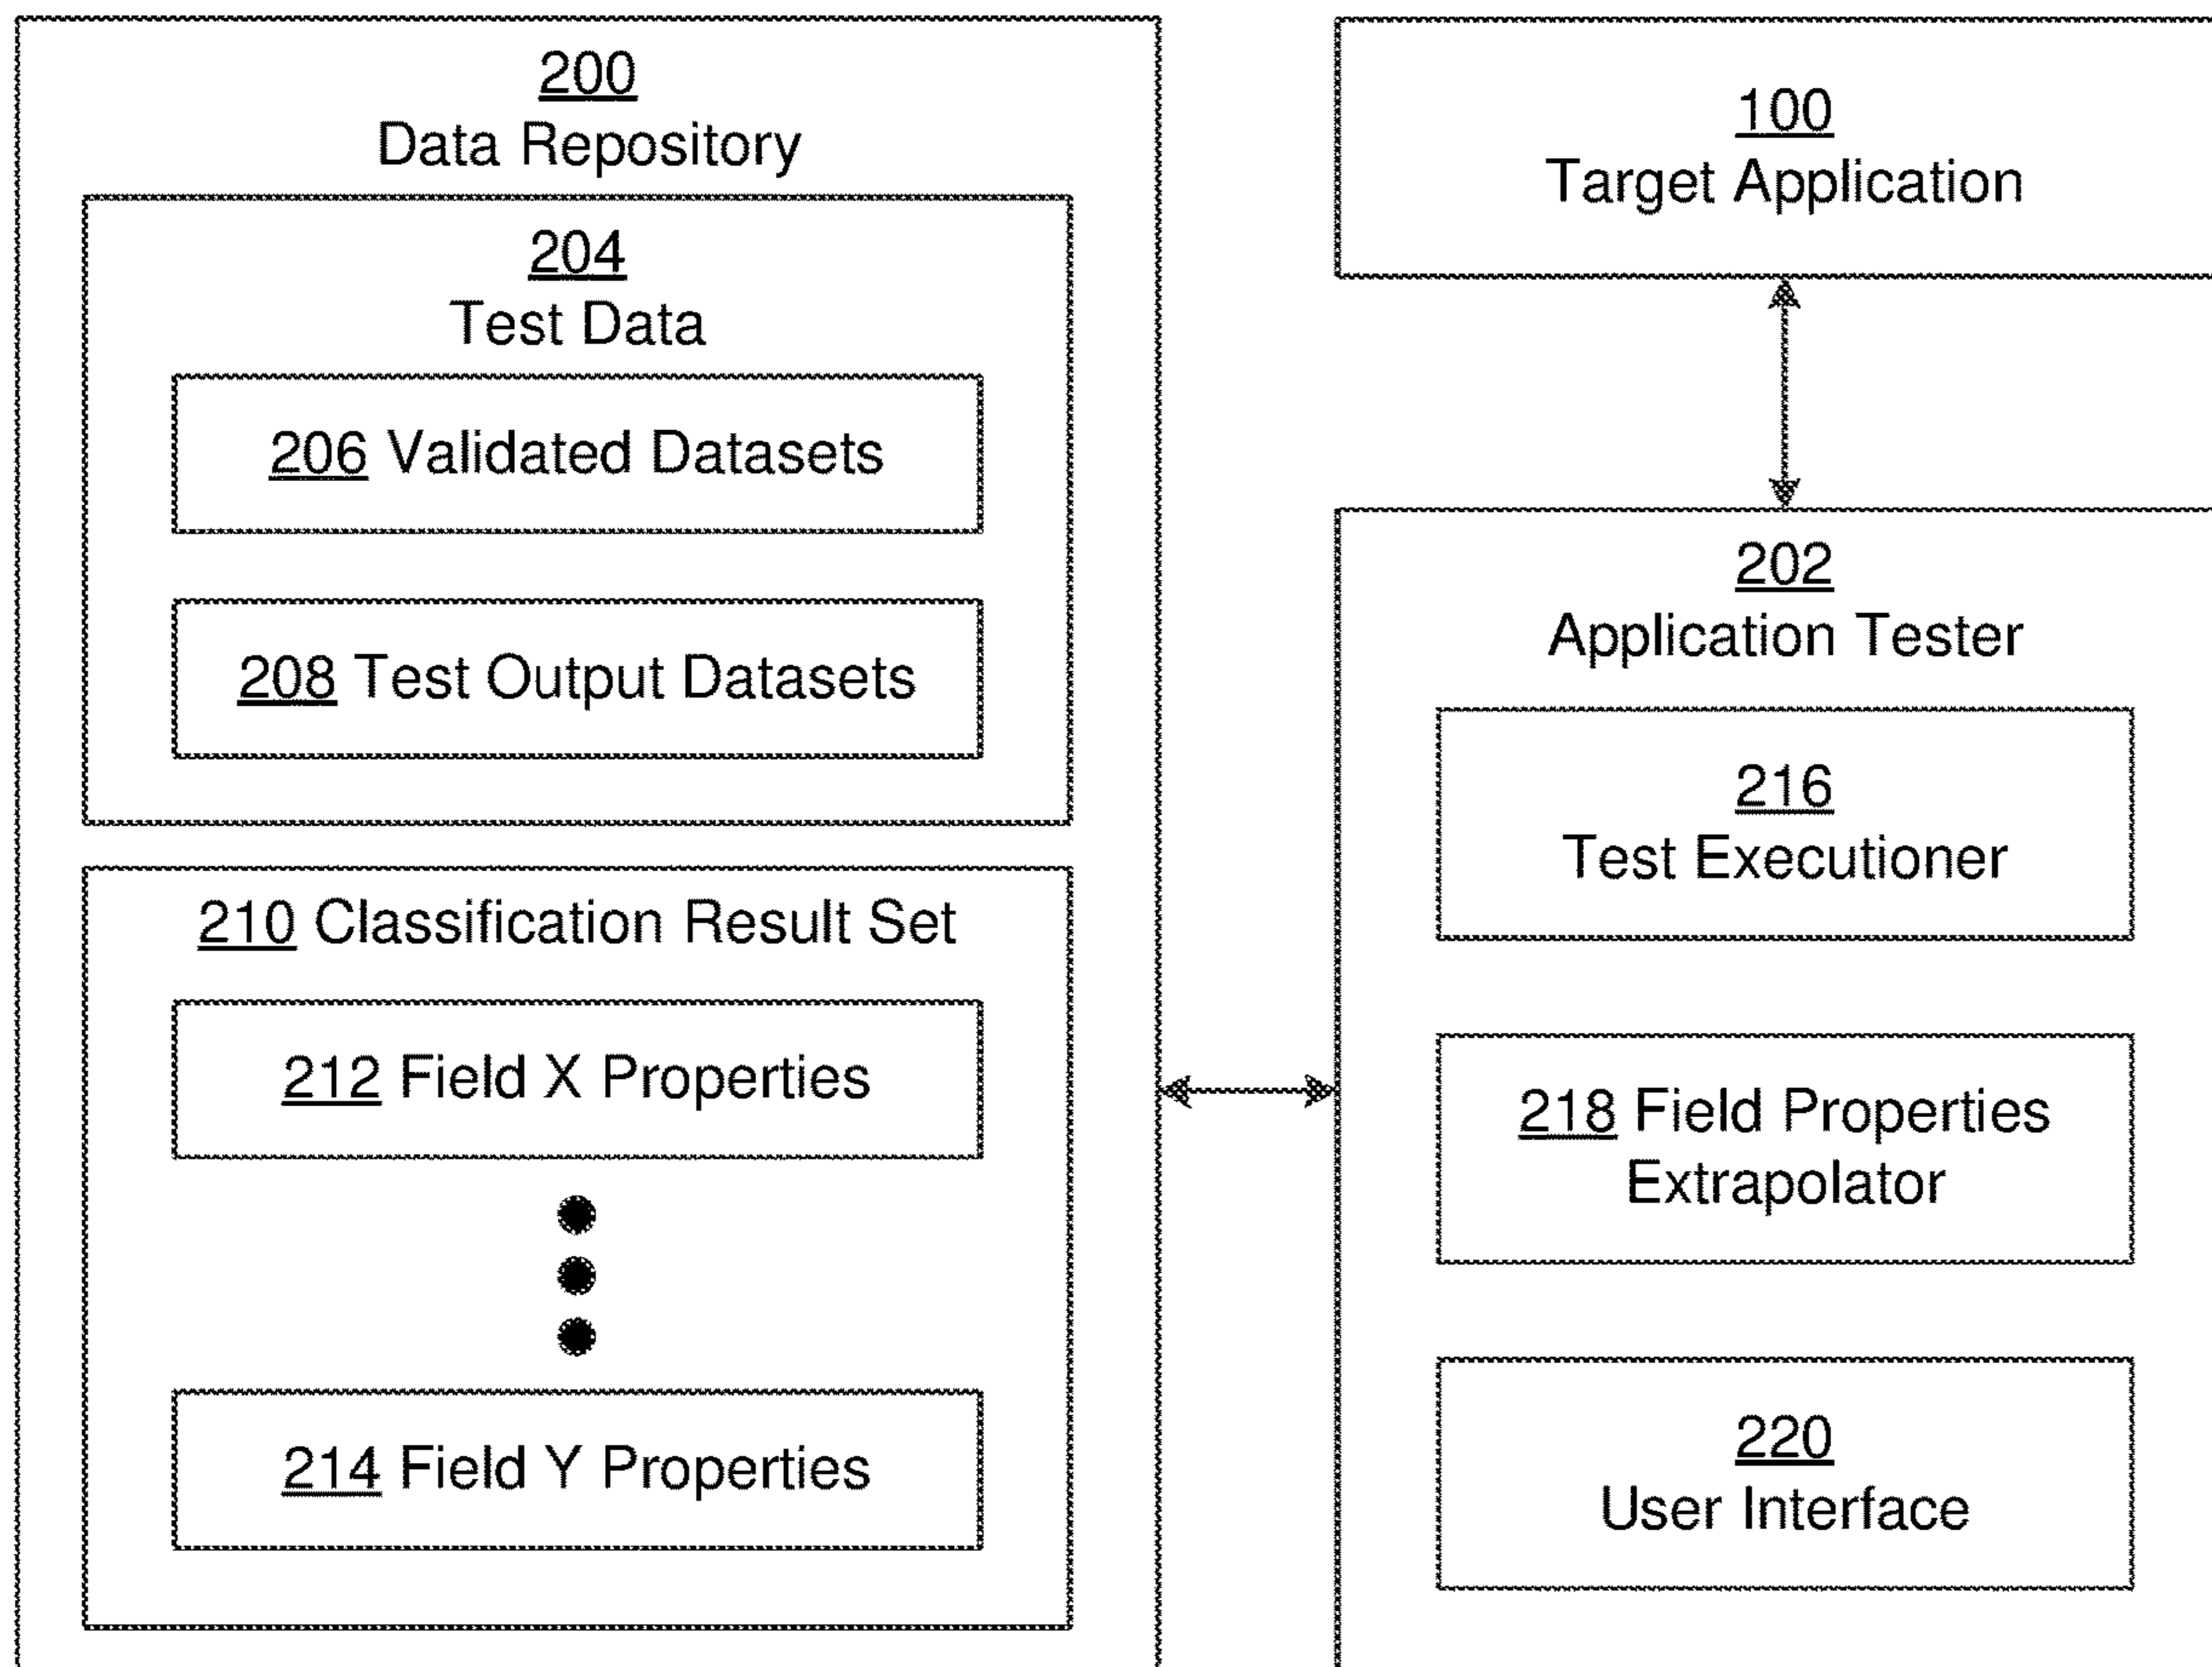 200
Data Repository
204
Test Data
206 Validated Datasets
208 Test Output Datasets
210 Classification Result Set
212 Field X Properties
214 Field Y Properties
100
Target Application
202
Application Tester
216
Test Executioner
218 Field Properties
Extrapolator
220
User Interface